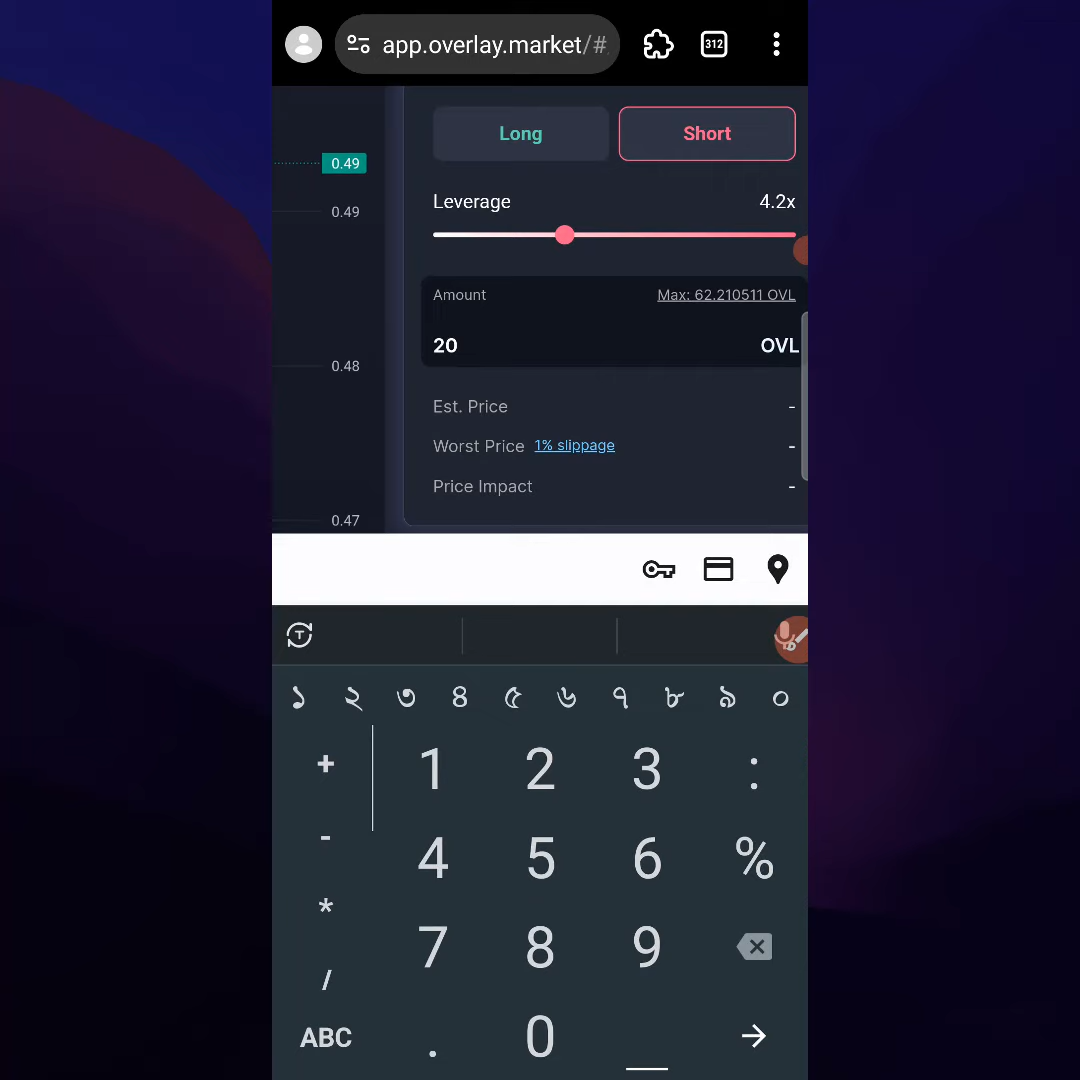 app.overlay.market/#
312
Long
Short
0.49
0.49
Leverage
4.2x
Amount
Max: 62.210511 OVL
20
OVL
0.48
Est. Price
-
Worst Price 1% slippage
-
Price Impact
-
0.47
T
১ ২ ৩ ৪ ৫ ৬ ৭ ৮ ৯ ০
+ 1 2 3 :
- 4 5 6 %
* 7 8 9
/
ABC . 0